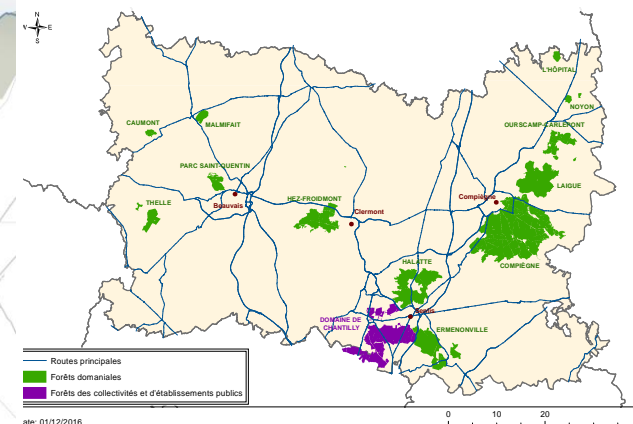 N
E
S
L'HÔPITAL
NOYON
OURSCAMP-CARLEPONT
CAUMONT
MALMIFAIT
PARC SAINT-QUENTIN
LAIGUE
THELLE
Beauvais
HEZ-FROIDMONT
Clermont
Compiègne
COMPIÈGNE
HALATTE
Senlis
DOMAINE DE
CHANTILLY
ERMENONVILLE
Routes principales
Forêts domaniales
Forêts des collectivités et d'établissements publics
ate: 01/12/2016
0 10 20